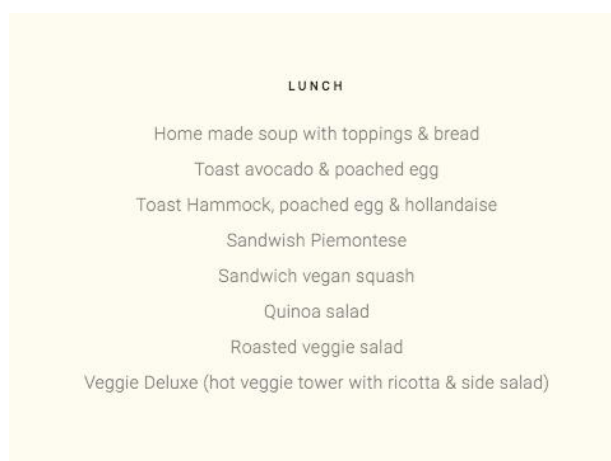 LUNCH
Home made soup with toppings & bread
Toast avocado & poached egg
Toast Hammock, poached egg & hollandaise
Sandwish Piemontese
Sandwich vegan squash
Quinoa salad
Roasted veggie salad
Veggie Deluxe (hot veggie tower with ricotta & side salad)